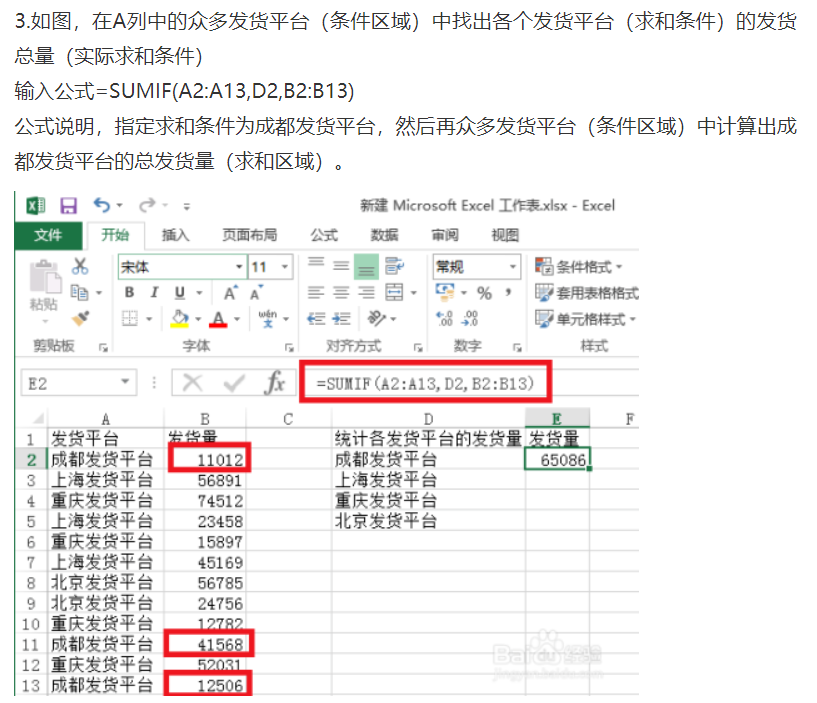 3.如图，在A列中的众多发货平台（条件区域）中找出各个发货平台（求和条件）的发货
总量（实际求和条件）
输入公式=SUMIF(A2:A13,D2,B2:B13)
公式说明，指定求和条件为成都发货平台，然后再众多发货平台（条件区域）中计算出成
都发货平台的总发货量（求和区域）。
新建 Microsoft Excel 工作表.xlsx - Excel
文件 开始 插入 页面布局 公式 数据 审阅 视图
宋体 11 常规 条件格式
粘贴 B I U A A % 套用表格格式
A wén 单元格样式
剪贴板 字体 对齐方式 数字 样式
E2 fx =SUMIF(A2:A13,D2,B2:B13)
A B C D E F
1 发货平台 发货量 统计各发货平台的发货量 发货量
2 成都发货平台 11012 成都发货平台 65086
3 上海发货平台 56891 上海发货平台
4 重庆发货平台 74512 重庆发货平台
5 上海发货平台 23458 北京发货平台
6 重庆发货平台 15897
7 上海发货平台 45169
8 北京发货平台 56785
9 北京发货平台 24756
10 重庆发货平台 12782
11 成都发货平台 41568
12 重庆发货平台 52031
13 成都发货平台 12506
Baidu 经验
jingyan.baidu.com